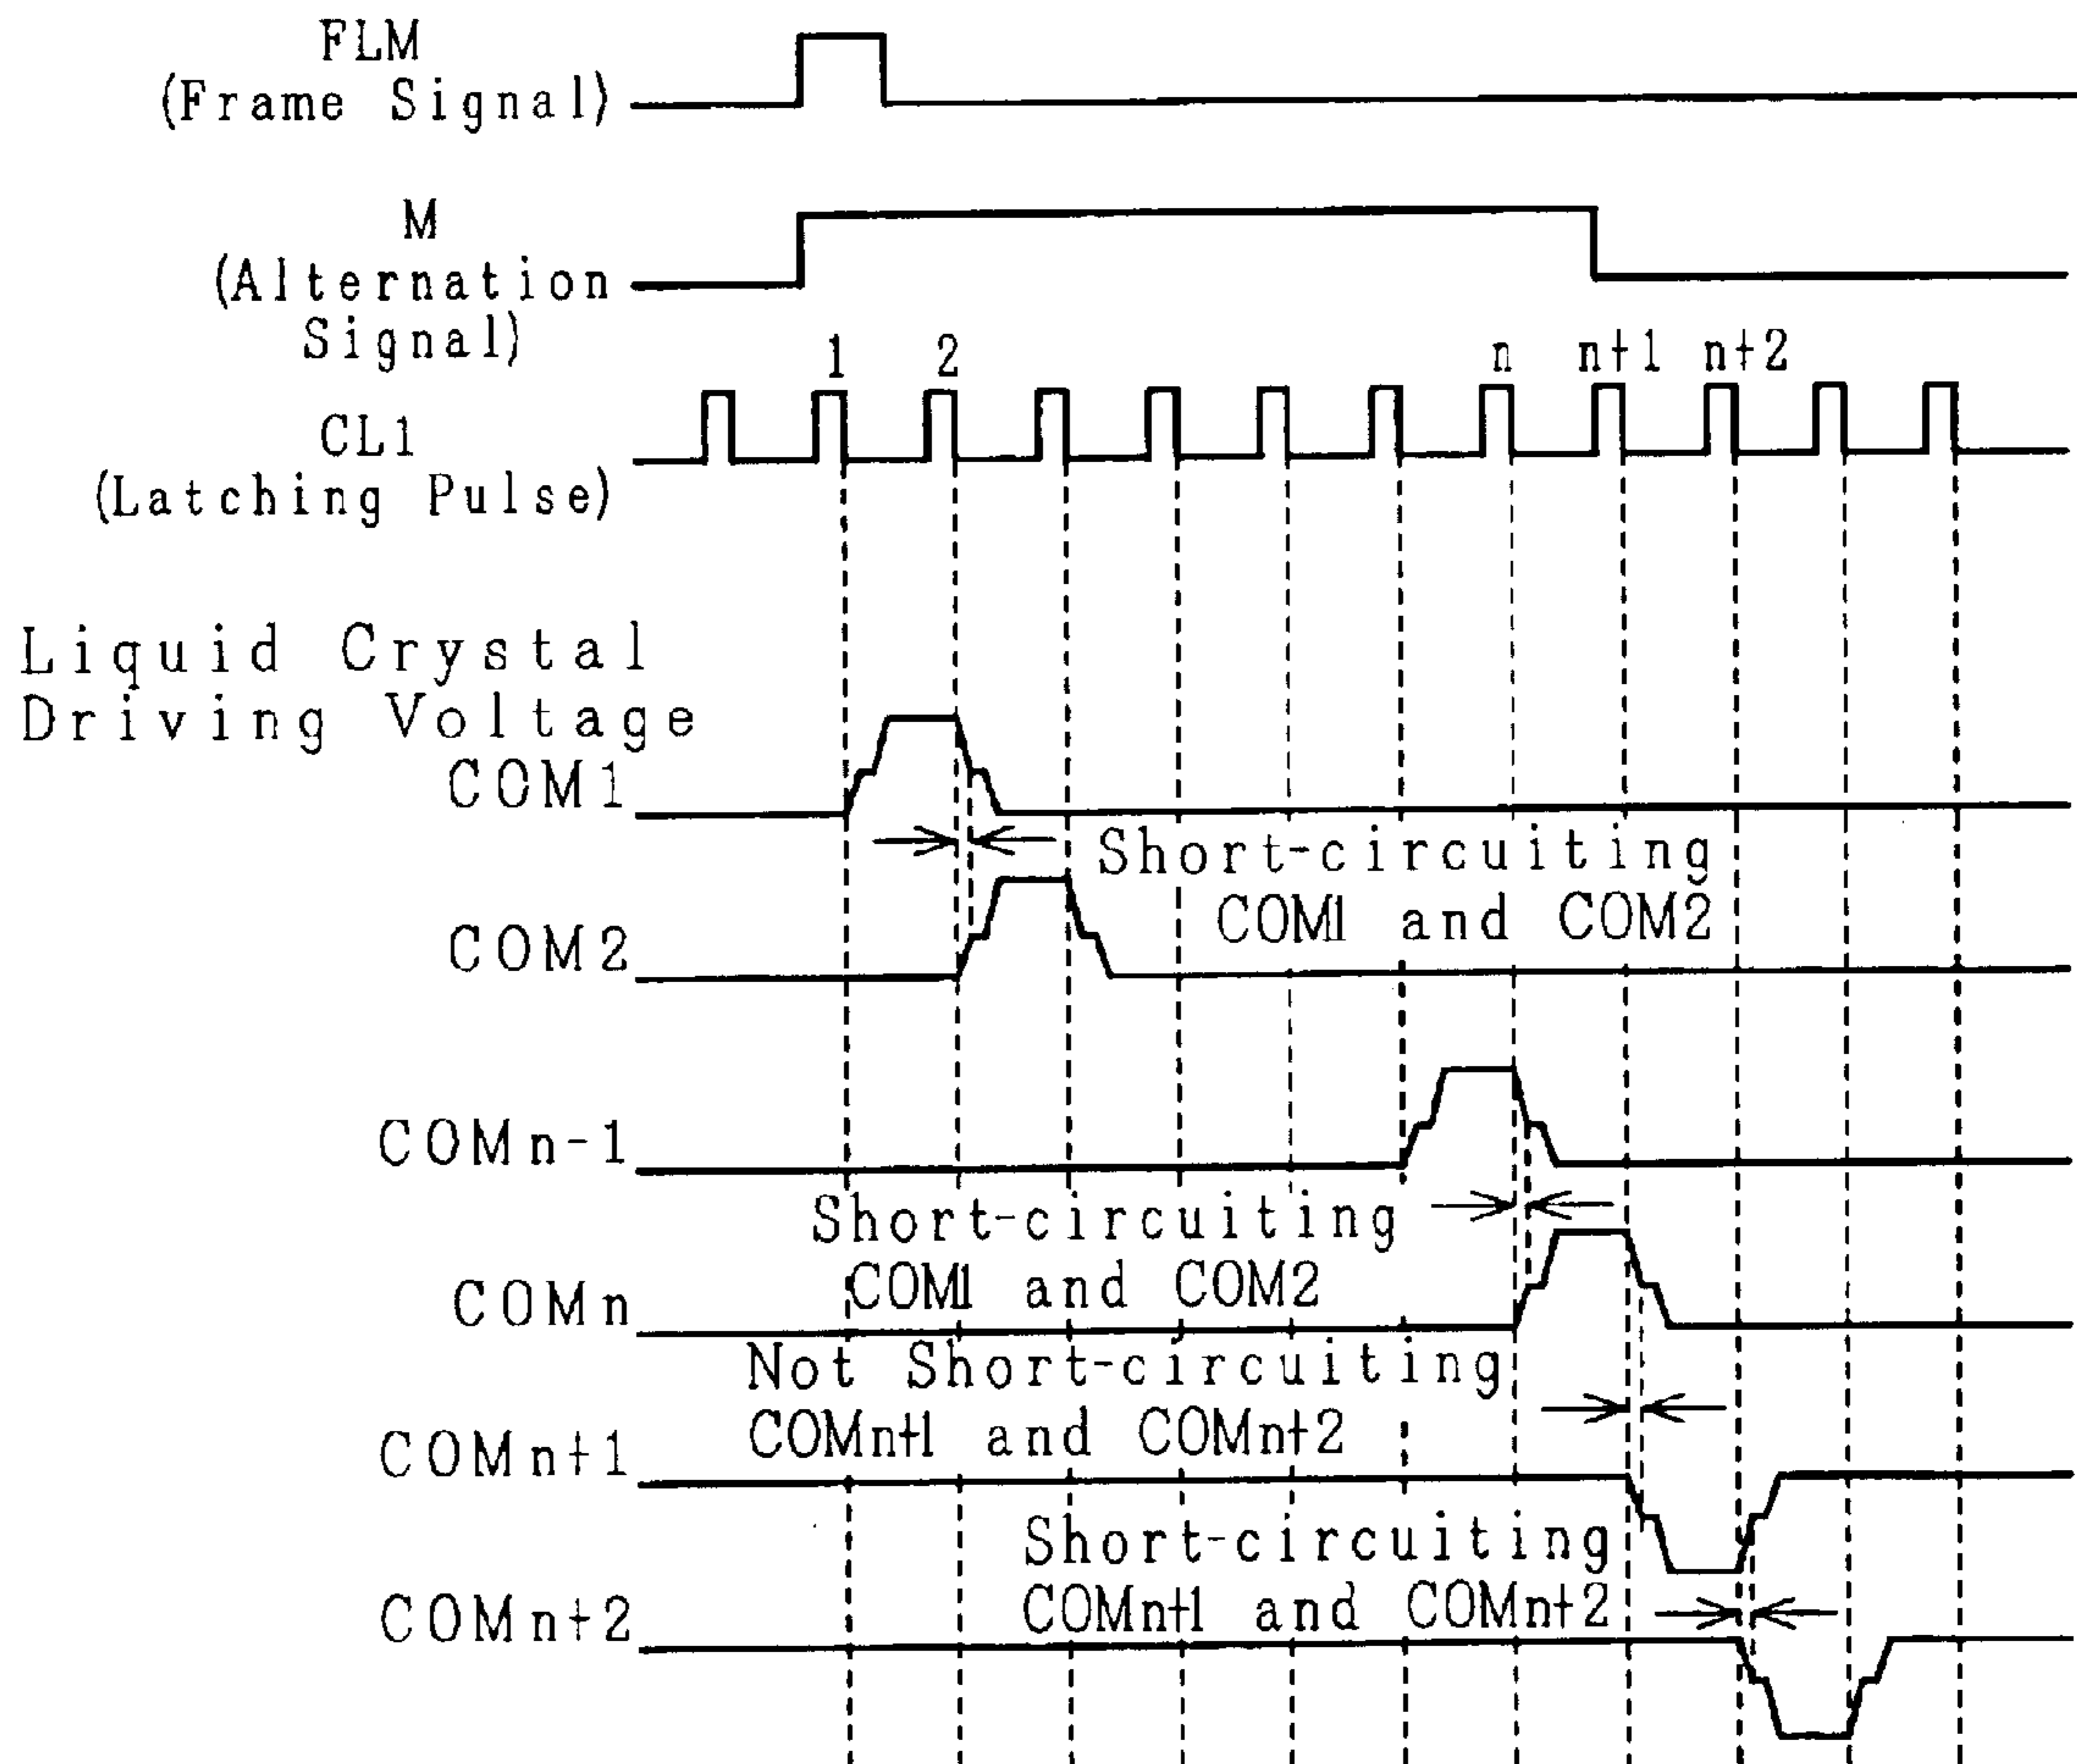 FLM
(Frame Signal)
M
(Alternation
Signal)
1 2 n n+1 n+2
CL1
(Latching Pulse)
Liquid Crystal
Driving Voltage
COM1
Short-circuiting
COM1 and COM2
COM2
COMn-1
Short-circuiting
COM1 and COM2
COMn
Not Short-circuiting
COMn+1 and COMn+2
COMn+1
Short-circuiting
COMn+1 and COMn+2
COMn+2